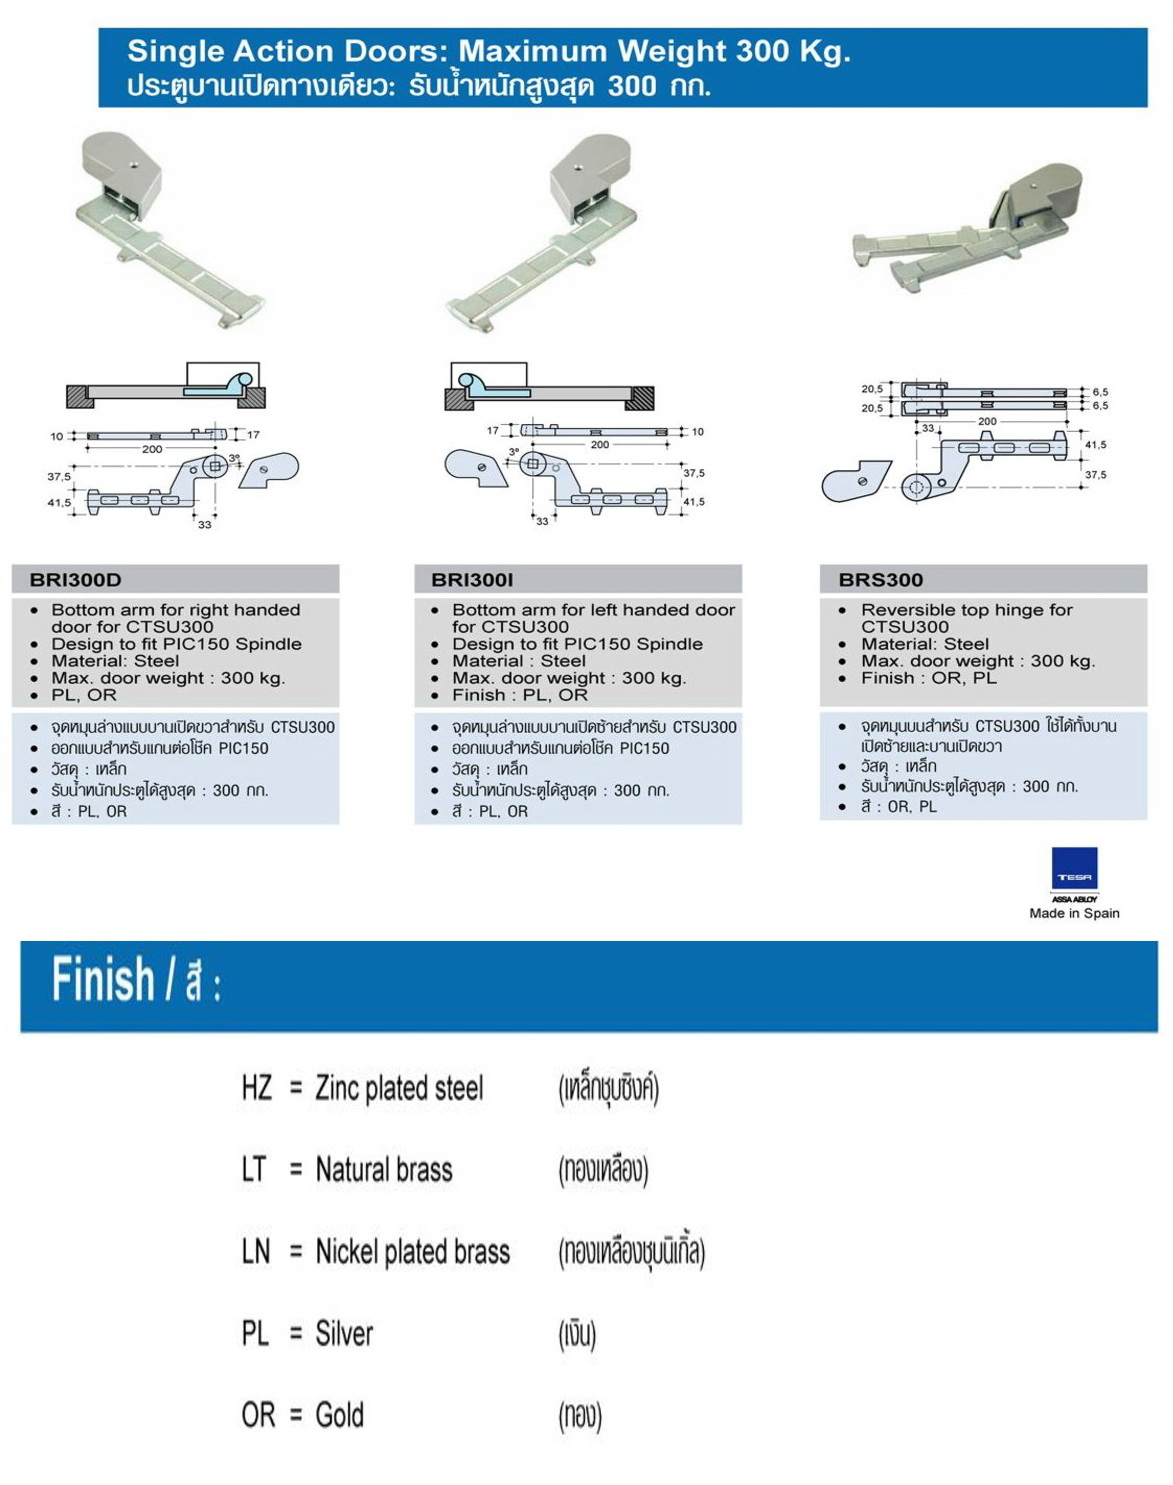 Single Action Doors: Maximum Weight 300 Kg.
ประตูบานเปิดทางเดียว: รับน้ำหนักสูงสุด 300 กก.
10
17
200
3°
37,5
41,5
33
17
10
200
3°
37,5
41,5
33
20,5
20,5
6,5
6,5
200
33
41,5
37,5
BRI300D
• Bottom arm for right handed
door for CTSU300
• Design to fit PIC150 Spindle
• Material: Steel
• Max. door weight : 300 kg.
• PL, OR
• จุดหมุนล่างแบบบานเปิดขวาสำหรับ CTSU300
• ออกแบบสำหรับแกนต่อโช๊ค PIC150
• วัสดุ : เหล็ก
• รับน้ำหนักประตูได้สูงสุด : 300 กก.
• สี : PL, OR
BRI300I
• Bottom arm for left handed door
for CTSU300
• Design to fit PIC150 Spindle
• Material : Steel
• Max. door weight : 300 kg.
• Finish : PL, OR
• จุดหมุนล่างแบบบานเปิดซ้ายสำหรับ CTSU300
• ออกแบบสำหรับแกนต่อโช๊ค PIC150
• วัสดุ : เหล็ก
• รับน้ำหนักประตูได้สูงสุด : 300 กก.
• สี : PL, OR
BRS300
• Reversible top hinge for
CTSU300
• Material: Steel
• Max. door weight : 300 kg.
• Finish : OR, PL
• จุดหมุนบนสำหรับ CTSU300 ใช้ได้ทั้งบาน
เปิดซ้ายและบานเปิดขวา
• วัสดุ : เหล็ก
• รับน้ำหนักประตูได้สูงสุด : 300 กก.
• สี : OR, PL
TESA
ASSA ABLOY
Made in Spain
Finish / สี :
HZ = Zinc plated steel (เหล็กชุบซิงค์)
LT = Natural brass (ทองเหลือง)
LN = Nickel plated brass (ทองเหลืองชุบนิเกิ้ล)
PL = Silver (เงิน)
OR = Gold (ทอง)